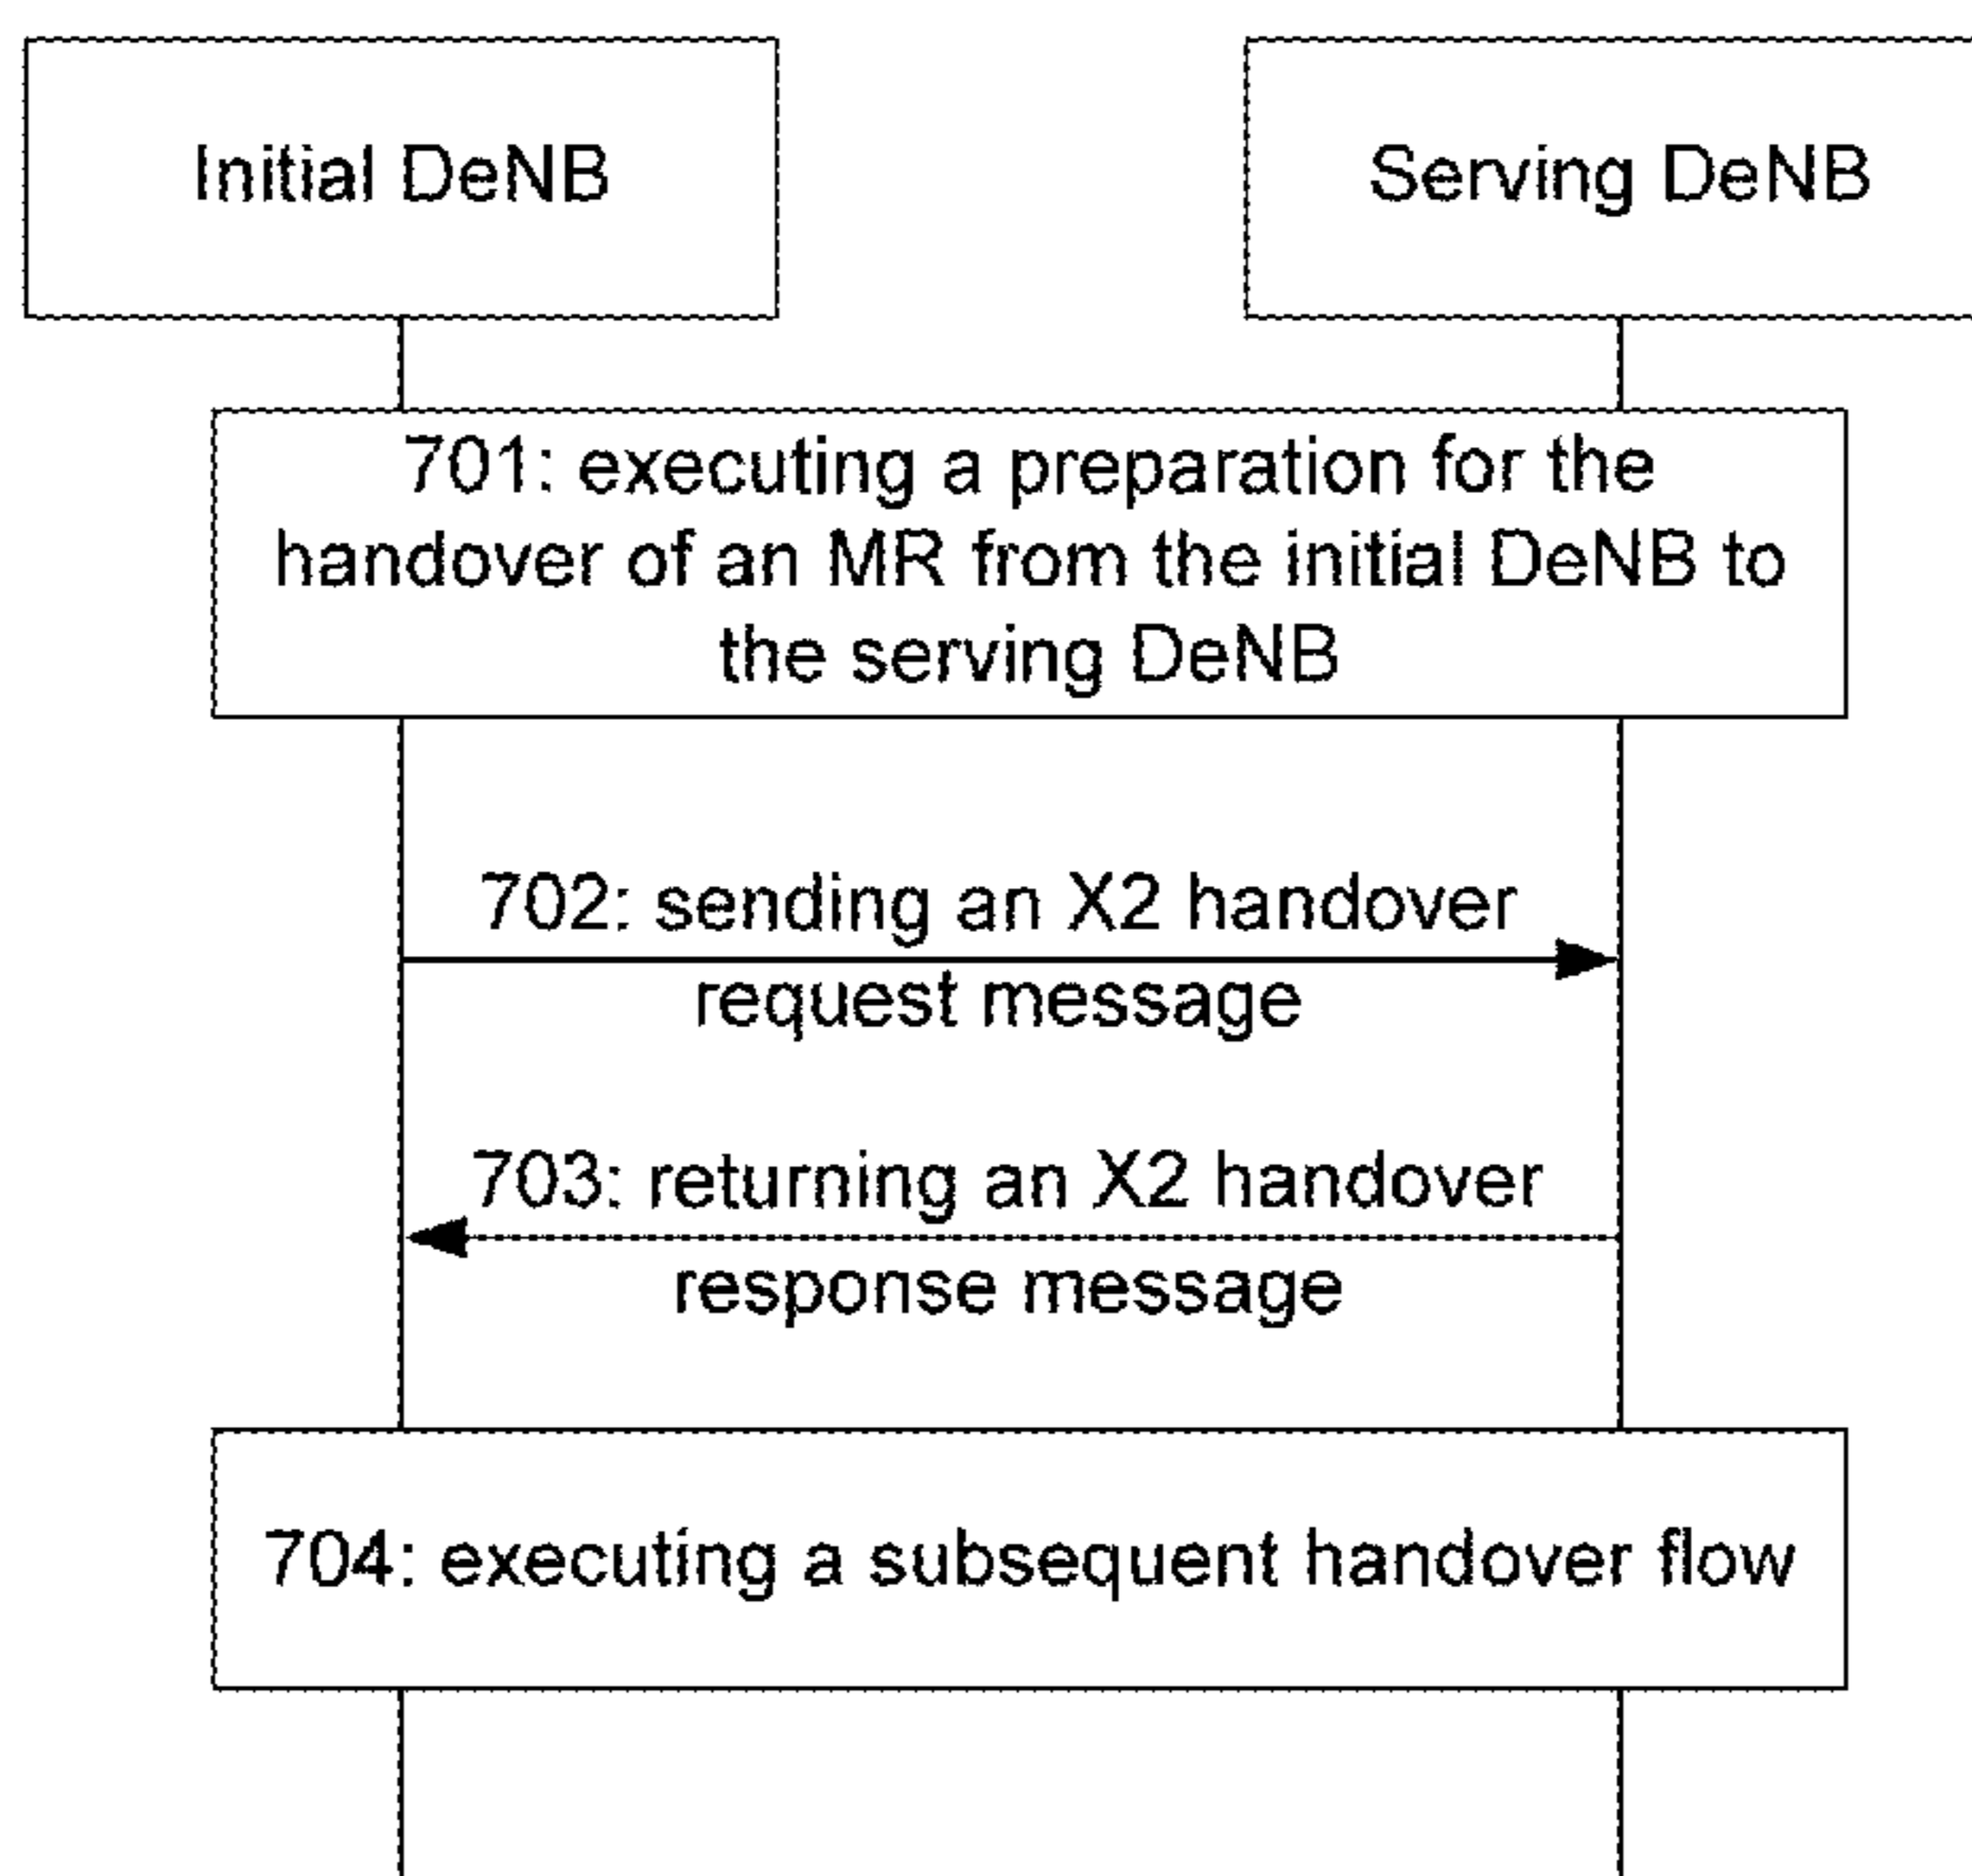 Initial DeNB
Serving DeNB
701: executing a preparation for the
handover of an MR from the initial DeNB to
the serving DeNB
702: sending an X2 handover
request message
703: returning an X2 handover
response message
704: executing a subsequent handover flow